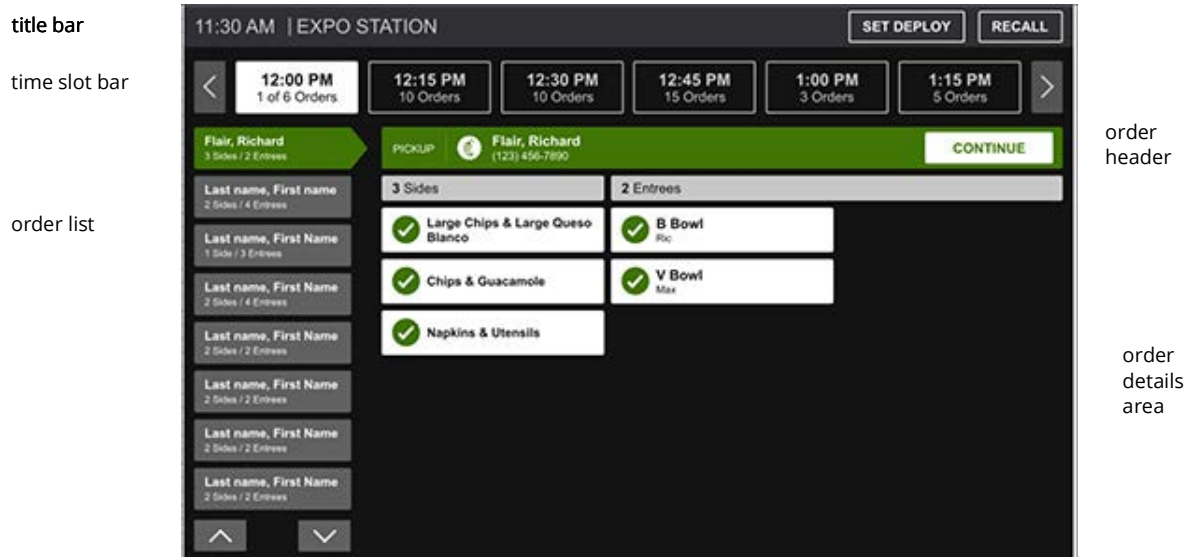 title bar
11:30 AM | EXPO STATION
SET DEPLOY
RECALL
time slot bar
12:00 PM
1 of 6 Orders
12:15 PM
10 Orders
12:30 PM
10 Orders
12:45 PM
15 Orders
1:00 PM
3 Orders
1:15 PM
5 Orders
order
header
PICKUP
Flair, Richard
(123) 456-7890
CONTINUE
order list
Flair, Richard
3 Sides / 2 Entrees
Last name, First name
2 Sides / 4 Entrees
Last name, First Name
1 Side / 3 Entrees
Last name, First Name
2 Sides / 4 Entrees
Last name, First Name
2 Sides / 2 Entrees
Last name, First Name
2 Sides / 2 Entrees
Last name, First Name
2 Sides / 2 Entrees
Last name, First Name
2 Sides / 2 Entrees
3 Sides
Large Chips & Large Queso
Blanco
Chips & Guacamole
Napkins & Utensils
2 Entrees
B Bowl
Ric
V Bowl
Max
order
details
area